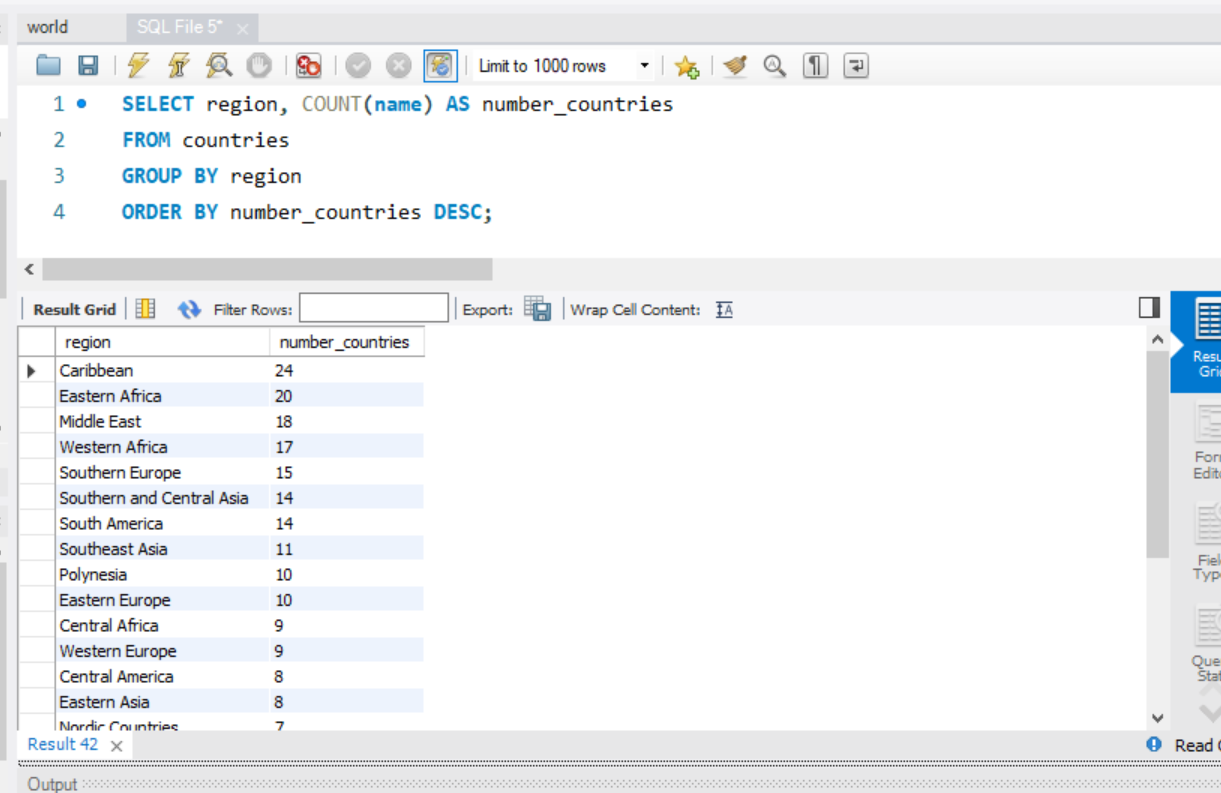 world SQL File 5* ×
Limit to 1000 rows
1 SELECT region, COUNT(name) AS number_countries
2 FROM countries
3 GROUP BY region
4 ORDER BY number_countries DESC;
Result Grid Filter Rows: Export: Wrap Cell Content:
region number_countries
Caribbean 24
Eastern Africa 20
Middle East 18
Western Africa 17
Southern Europe 15
Southern and Central Asia 14
South America 14
Southeast Asia 11
Polynesia 10
Eastern Europe 10
Central Africa 9
Western Europe 9
Central America 8
Eastern Asia 8
Nordic Countries 7
Result 42 × Read
Output